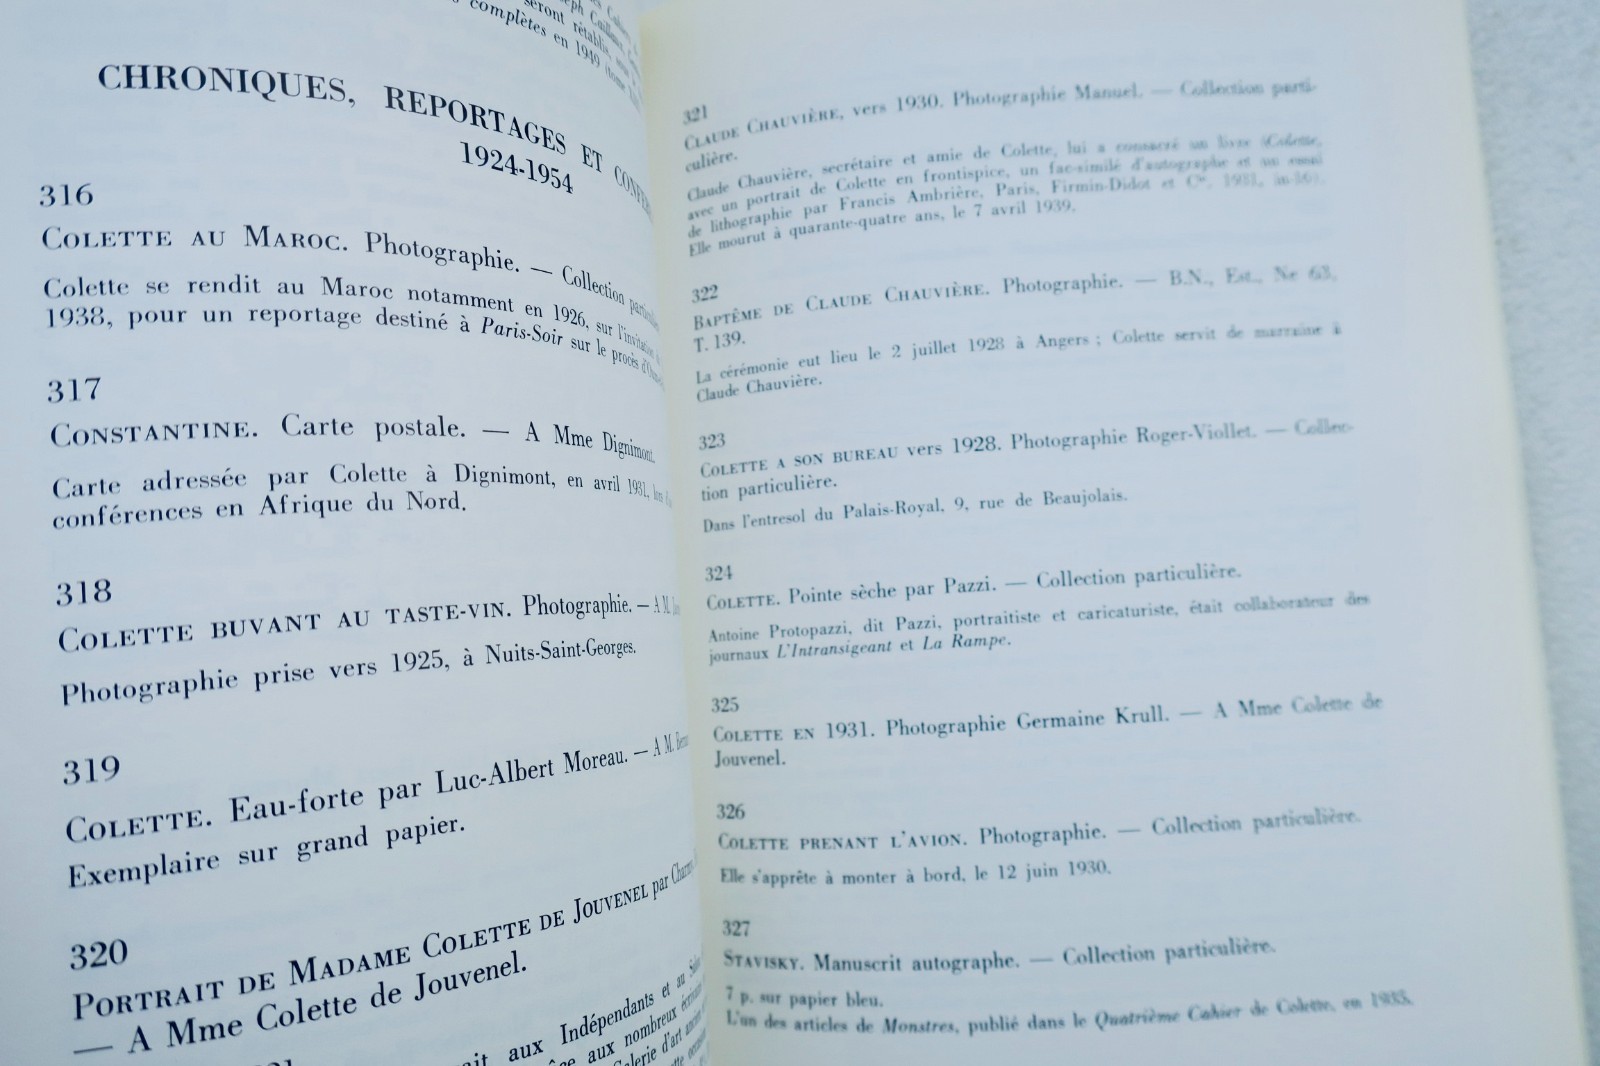 seront rétablis
complètes en 1949
CHRONIQUES, REPORTAGES ET
1924-1954
316
COLETTE AU MAROC. Photographie. — Collection
Colette se rendit au Maroc notamment en 1926, sur l'invitation
1938, pour un reportage destiné à Paris-Soir sur le procès
317
CONSTANTINE. Carte postale. — A Mme Dignimont.
Carte adressée par Colette à Dignimont, en avril 1931,
conférences en Afrique du Nord.
318
COLETTE BUVANT AU TASTE-VIN. Photographie. — A M.
Photographie prise vers 1925, à Nuits-Saint-Georges.
319
COLETTE. Eau-forte par Luc-Albert Moreau. — A M.
Exemplaire sur grand papier.
320
PORTRAIT DE MADAME COLETTE DE JOUVENEL par
— A Mme Colette de Jouvenel.
aux Indépendants et au
aux nombreux
d'art
321
CLAUDE CHAUVIÈRE, vers 1930. Photographie Manuel. — Collection parti-
culière.
Claude Chauvière, secrétaire et amie de Colette, lui a consacré un livre (Colette,
avec un portrait de Colette en frontispice, un fac-similé d'autographe et un essai
de lithographie par Francis Ambrière, Paris, Firmin-Didot et Cie, 1931, in-16).
Elle mourut à quarante-quatre ans, le 7 avril 1939.
322
BAPTÊME DE CLAUDE CHAUVIÈRE. Photographie. — B.N., Est., Ne 63,
T. 139.
La cérémonie eut lieu le 2 juillet 1928 à Angers ; Colette servit de marraine à
Claude Chauvière.
323
COLETTE A SON BUREAU vers 1928. Photographie Roger-Viollet. — Collec-
tion particulière.
Dans l'entresol du Palais-Royal, 9, rue de Beaujolais.
324
COLETTE. Pointe sèche par Pazzi. — Collection particulière.
Antoine Protopazzi, dit Pazzi, portraitiste et caricaturiste, était collaborateur des
journaux L'Intransigeant et La Rampe.
325
COLETTE EN 1931. Photographie Germaine Krull. — A Mme Colette de
Jouvenel.
326
COLETTE PRENANT L'AVION. Photographie. — Collection particulière.
Elle s'apprête à monter à bord, le 12 juin 1930.
327
STAVISKY. Manuscrit autographe. — Collection particulière.
7 p. sur papier bleu.
L'un des articles de Monstres, publié dans le Quatrième Cahier de Colette, en 1935.